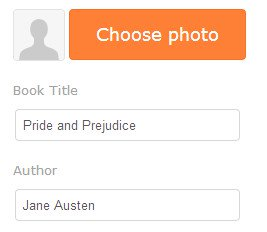 Choose photo
Book Title
Pride and Prejudice
Author
Jane Austen